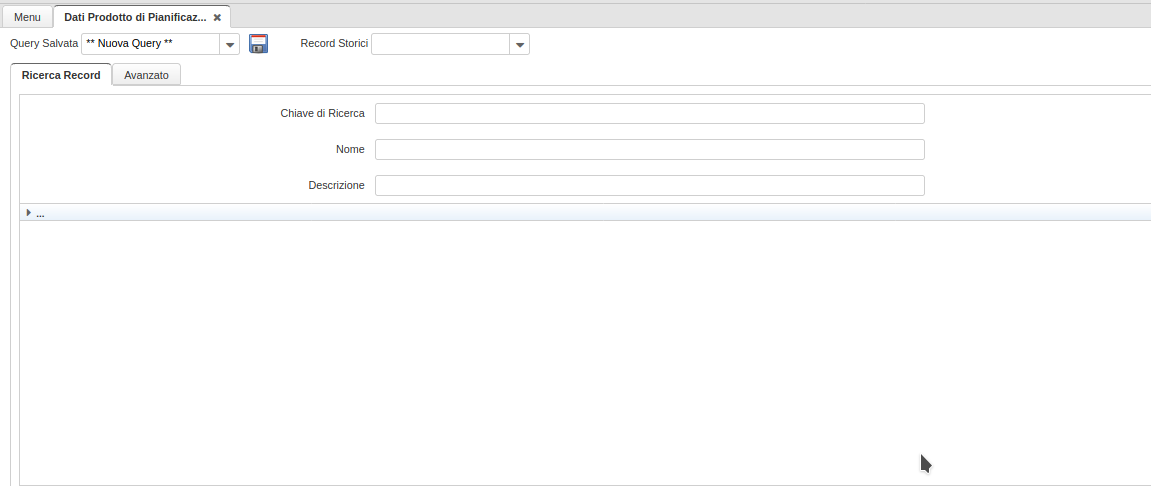 Menu
Dati Prodotto di Pianificaz...
Query Salvata ** Nuova Query ** Record Storici
Ricerca Record Avanzato
Chiave di Ricerca
Nome
Descrizione
...